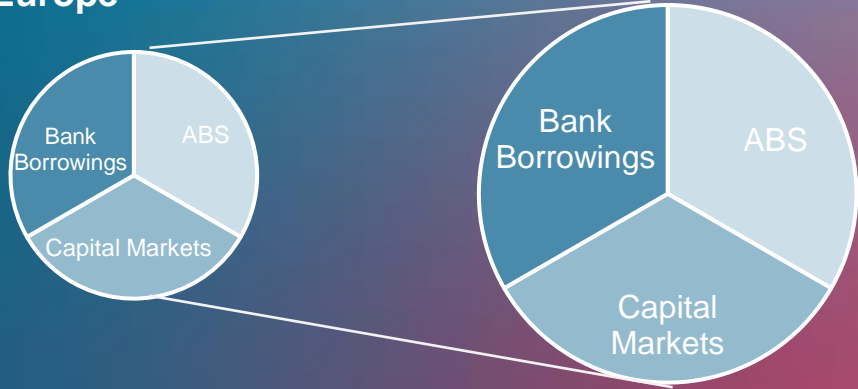 Europe
Bank
Borrowings
ABS
Capital Markets
Bank
Borrowings
ABS
Capital
Markets